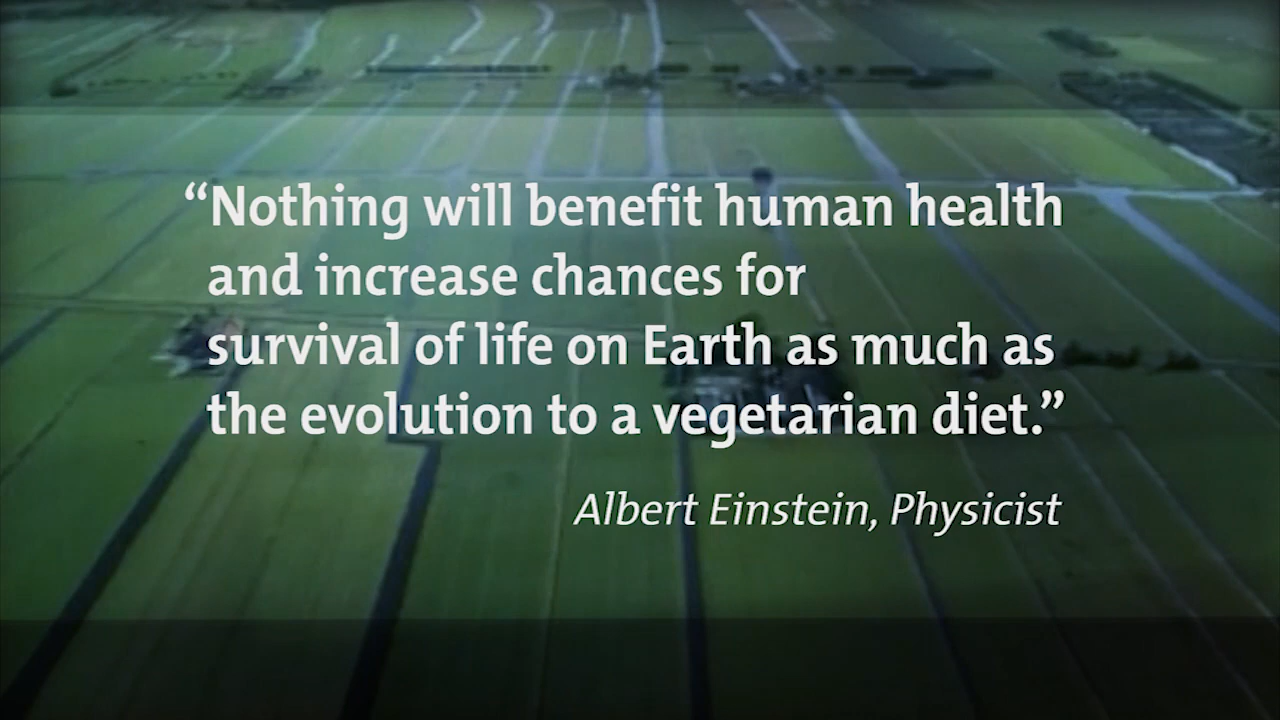 “Nothing will benefit human health
and increase chances for
survival of life on Earth as much as
the evolution to a vegetarian diet.”
Albert Einstein, Physicist